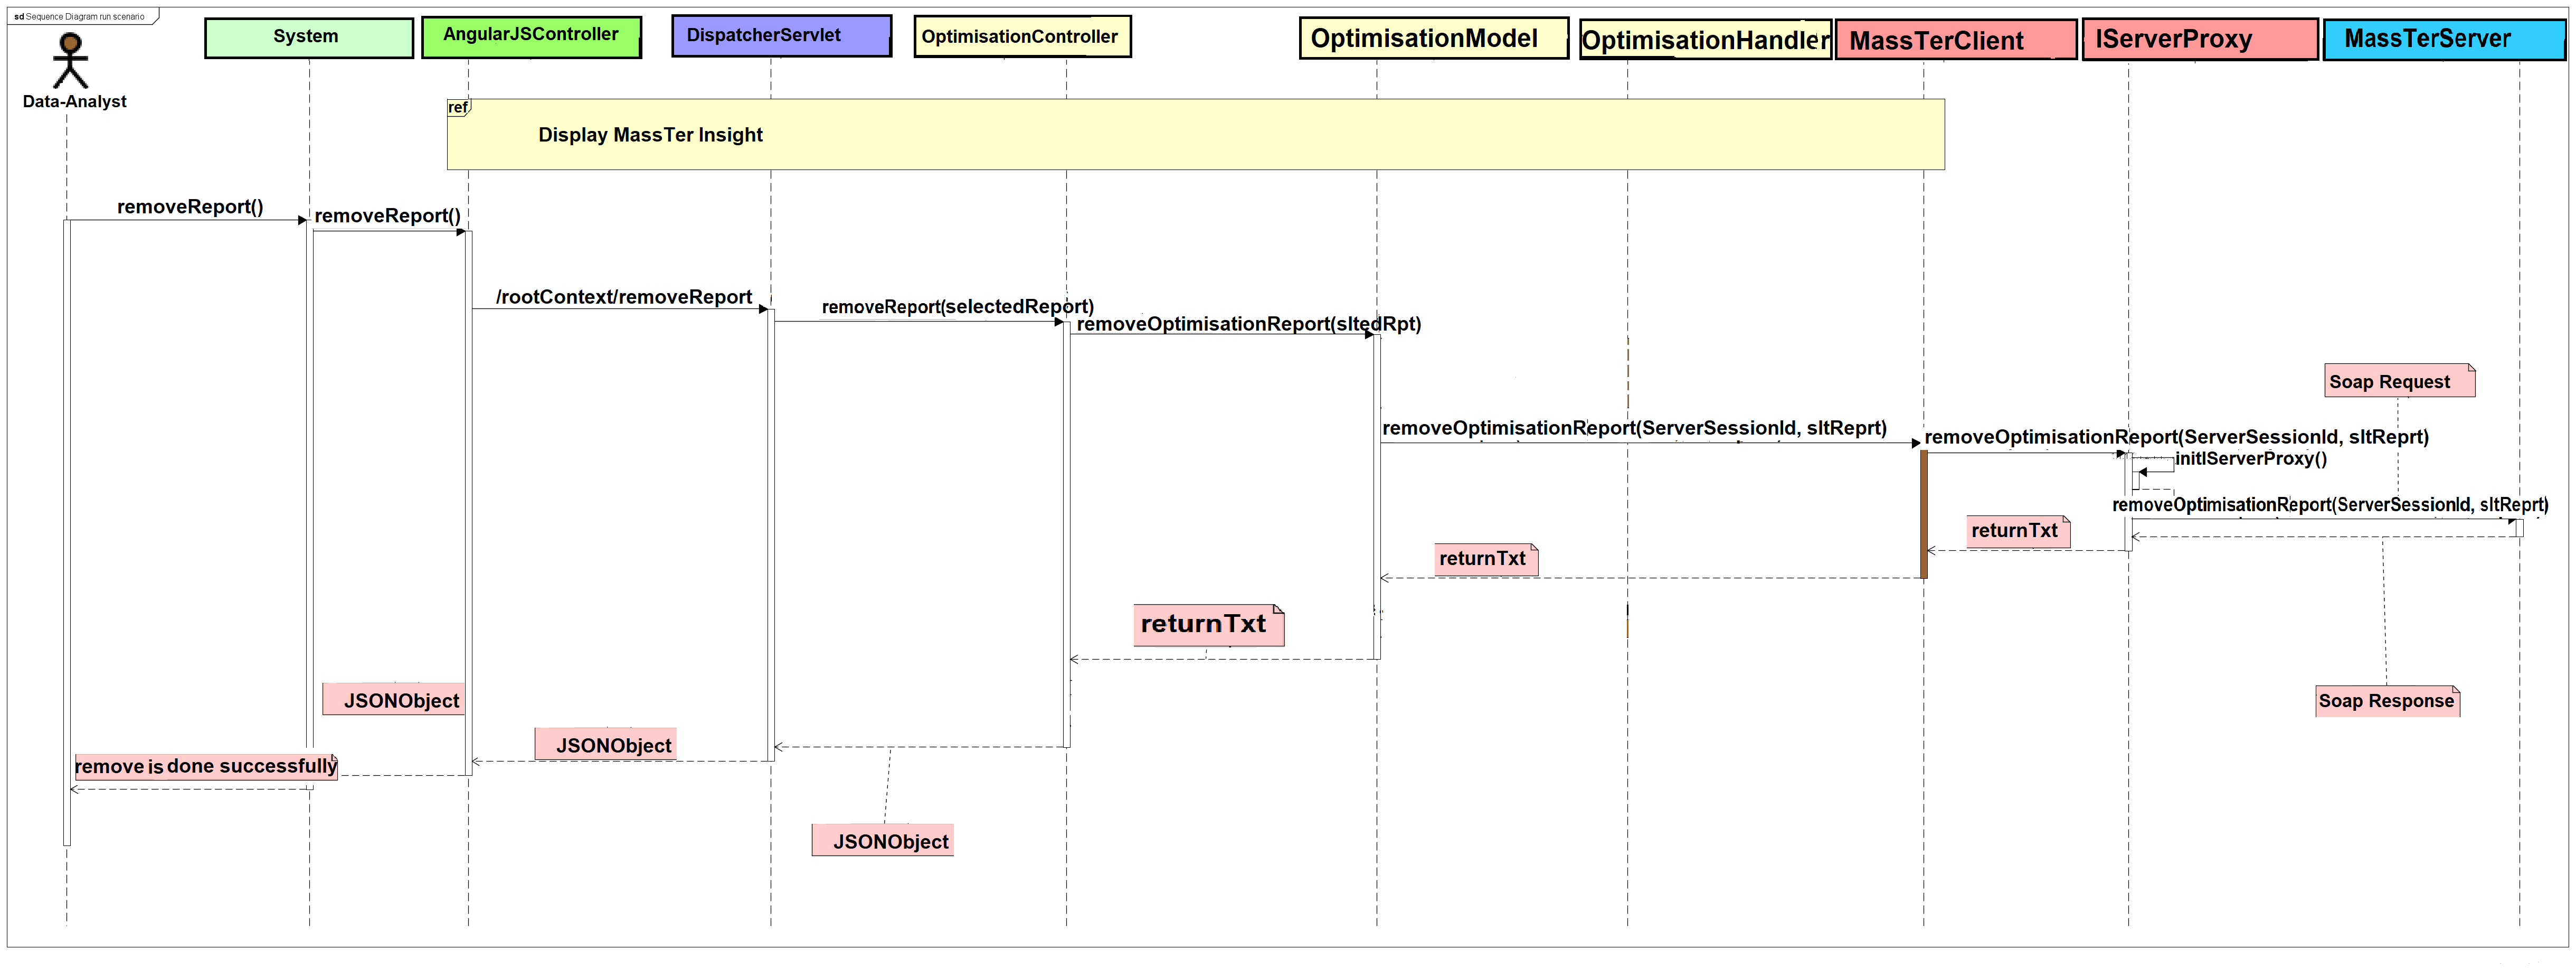 sd Sequence Diagram run scenario
Data-Analyst
System
AngularJSController
DispatcherServlet
OptimisationController
OptimisationModel
OptimisationHandler
MassTerClient
IServerProxy
MassTerServer
ref
Display MassTer Insight
removeReport()
removeReport()
/rootContext/removeReport
removeReport(selectedReport)
removeOptimisationReport(sltedRpt)
Soap Request
removeOptimisationReport(ServerSessionId, sltReprt)
removeOptimisationReport(ServerSessionId, sltReprt)
initIServerProxy()
removeOptimisationReport(ServerSessionId, sltReprt)
returnTxt
returnTxt
returnTxt
JSONObject
Soap Response
JSONObject
remove is done successfully
JSONObject